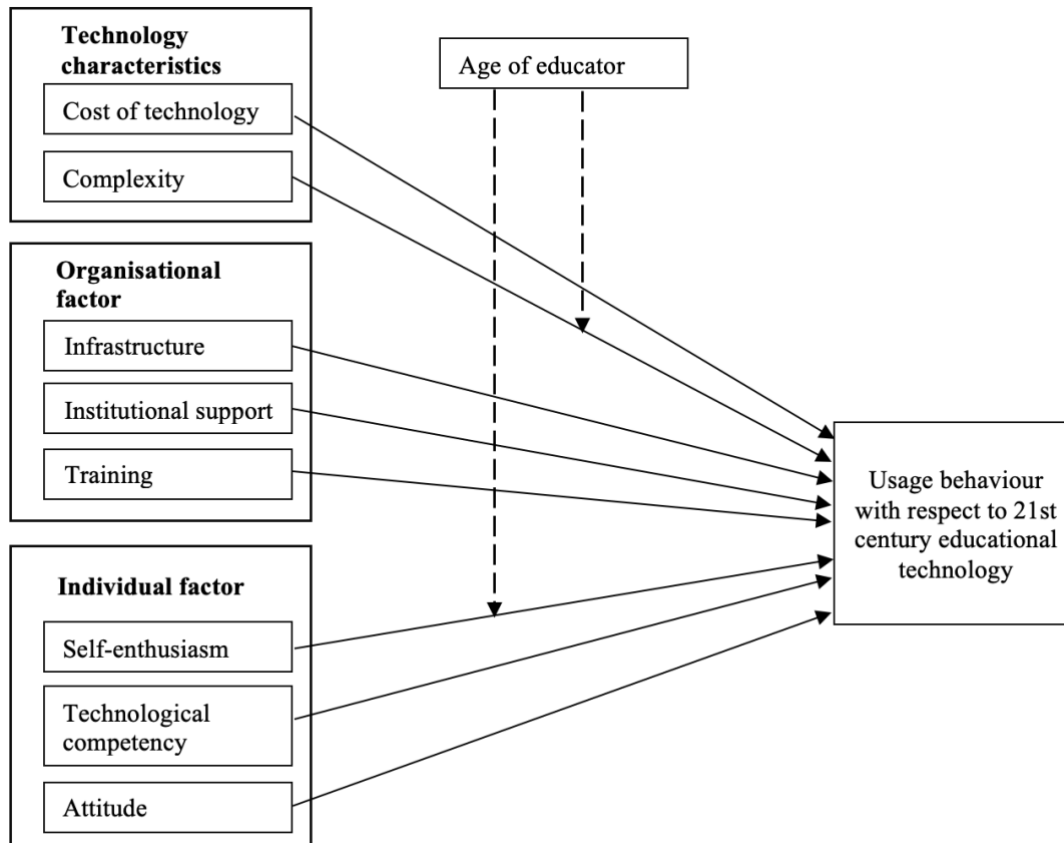 Technology
characteristics
Cost of technology
Complexity
Age of educator
Organisational
factor
Infrastructure
Institutional support
Training
Individual factor
Self-enthusiasm
Technological
competency
Attitude
Usage behaviour
with respect to 21st
century educational
technology